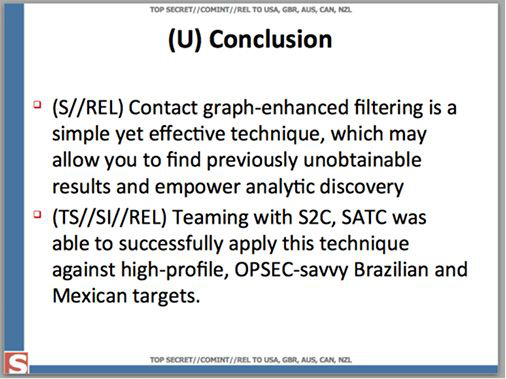 TOP SECRET//COMINT//REL TO USA, GBR, AUS, CAN, NZL
(U) Conclusion
(S//REL) Contact graph-enhanced filtering is a
simple yet effective technique, which may
allow you to find previously unobtainable
results and empower analytic discovery
(TS//SI//REL) Teaming with S2C, SATC was
able to successfully apply this technique
against high-profile, OPSEC-savvy Brazilian and
Mexican targets.
S
TOP SECRET//COMINT//REL TO USA, GBR, AUS, CAN, NZL